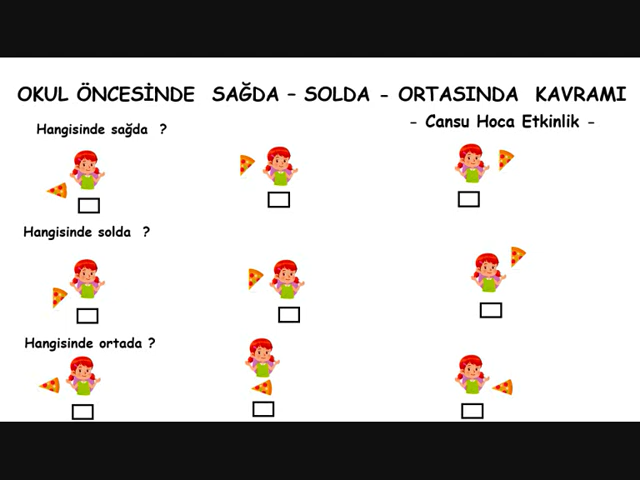 OKUL ÖNCESİNDE SAĞDA – SOLDA - ORTASINDA KAVRAMI
- Cansu Hoca Etkinlik -
Hangisinde sağda ?
Hangisinde solda ?
Hangisinde ortada ?